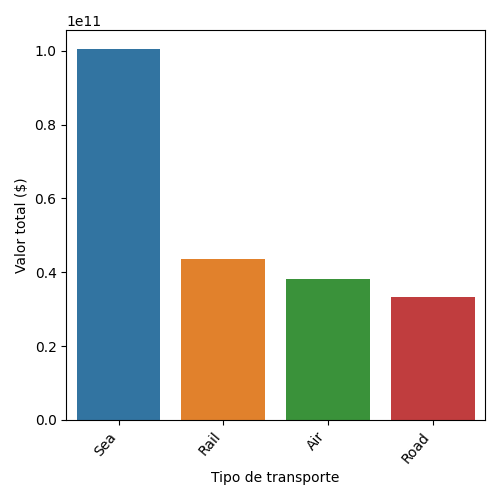 1e11
1.0
0.8
0.6
0.4
0.2
0.0
Valor total ($)
Sea
Rail
Air
Road
Tipo de transporte